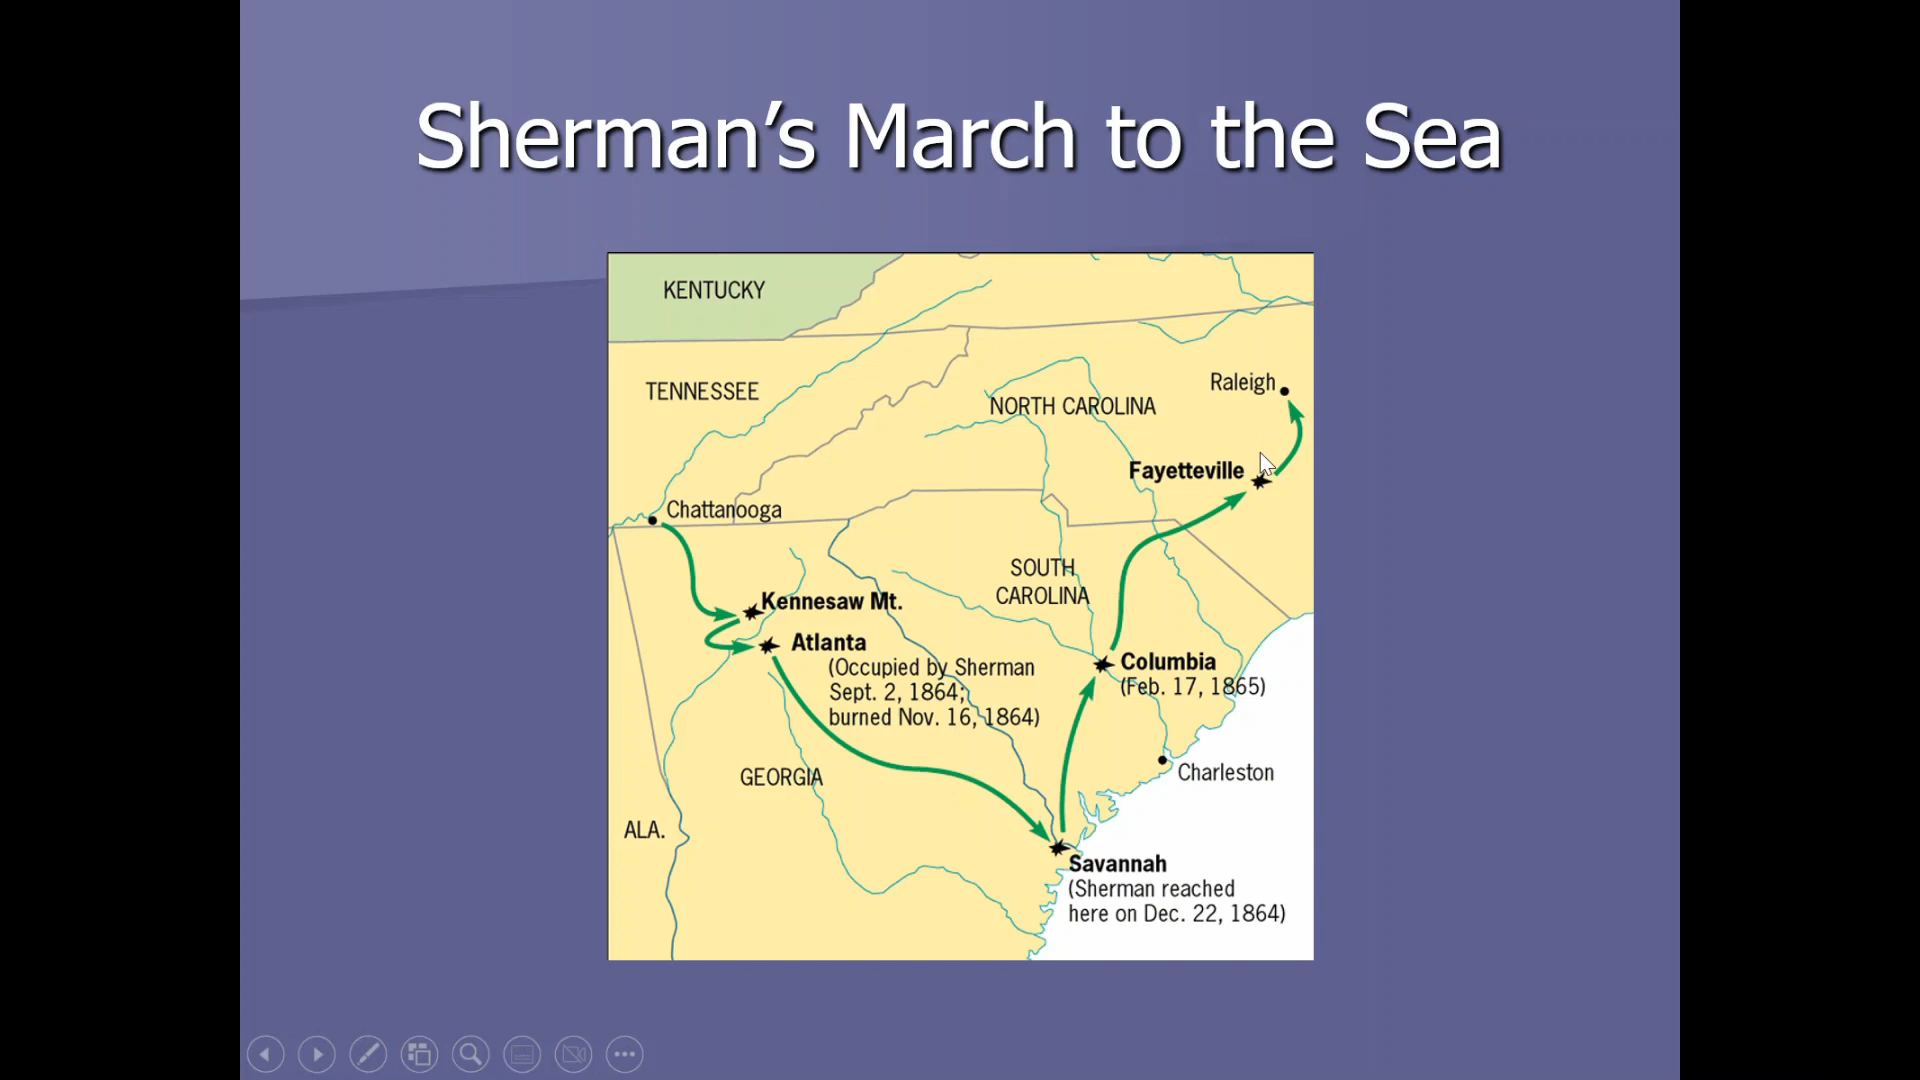 Sherman’s March to the Sea
KENTUCKY
TENNESSEE
Raleigh
NORTH CAROLINA
Fayetteville
Chattanooga
SOUTH
CAROLINA
Kennesaw Mt.
Atlanta
(Occupied by Sherman
Sept. 2, 1864;
burned Nov. 16, 1864)
Columbia
(Feb. 17, 1865)
GEORGIA
Charleston
ALA.
Savannah
(Sherman reached
here on Dec. 22, 1864)